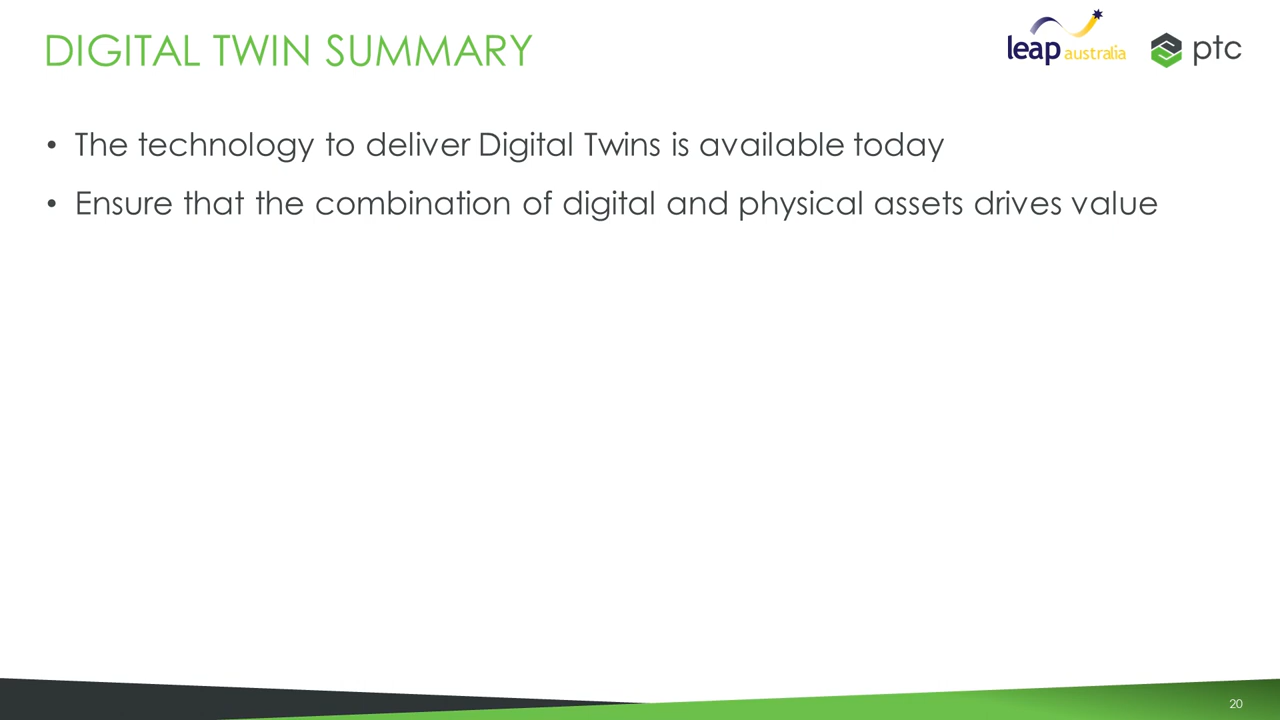 DIGITAL TWIN SUMMARY
leap australia
ptc
• The technology to deliver Digital Twins is available today
• Ensure that the combination of digital and physical assets drives value
20